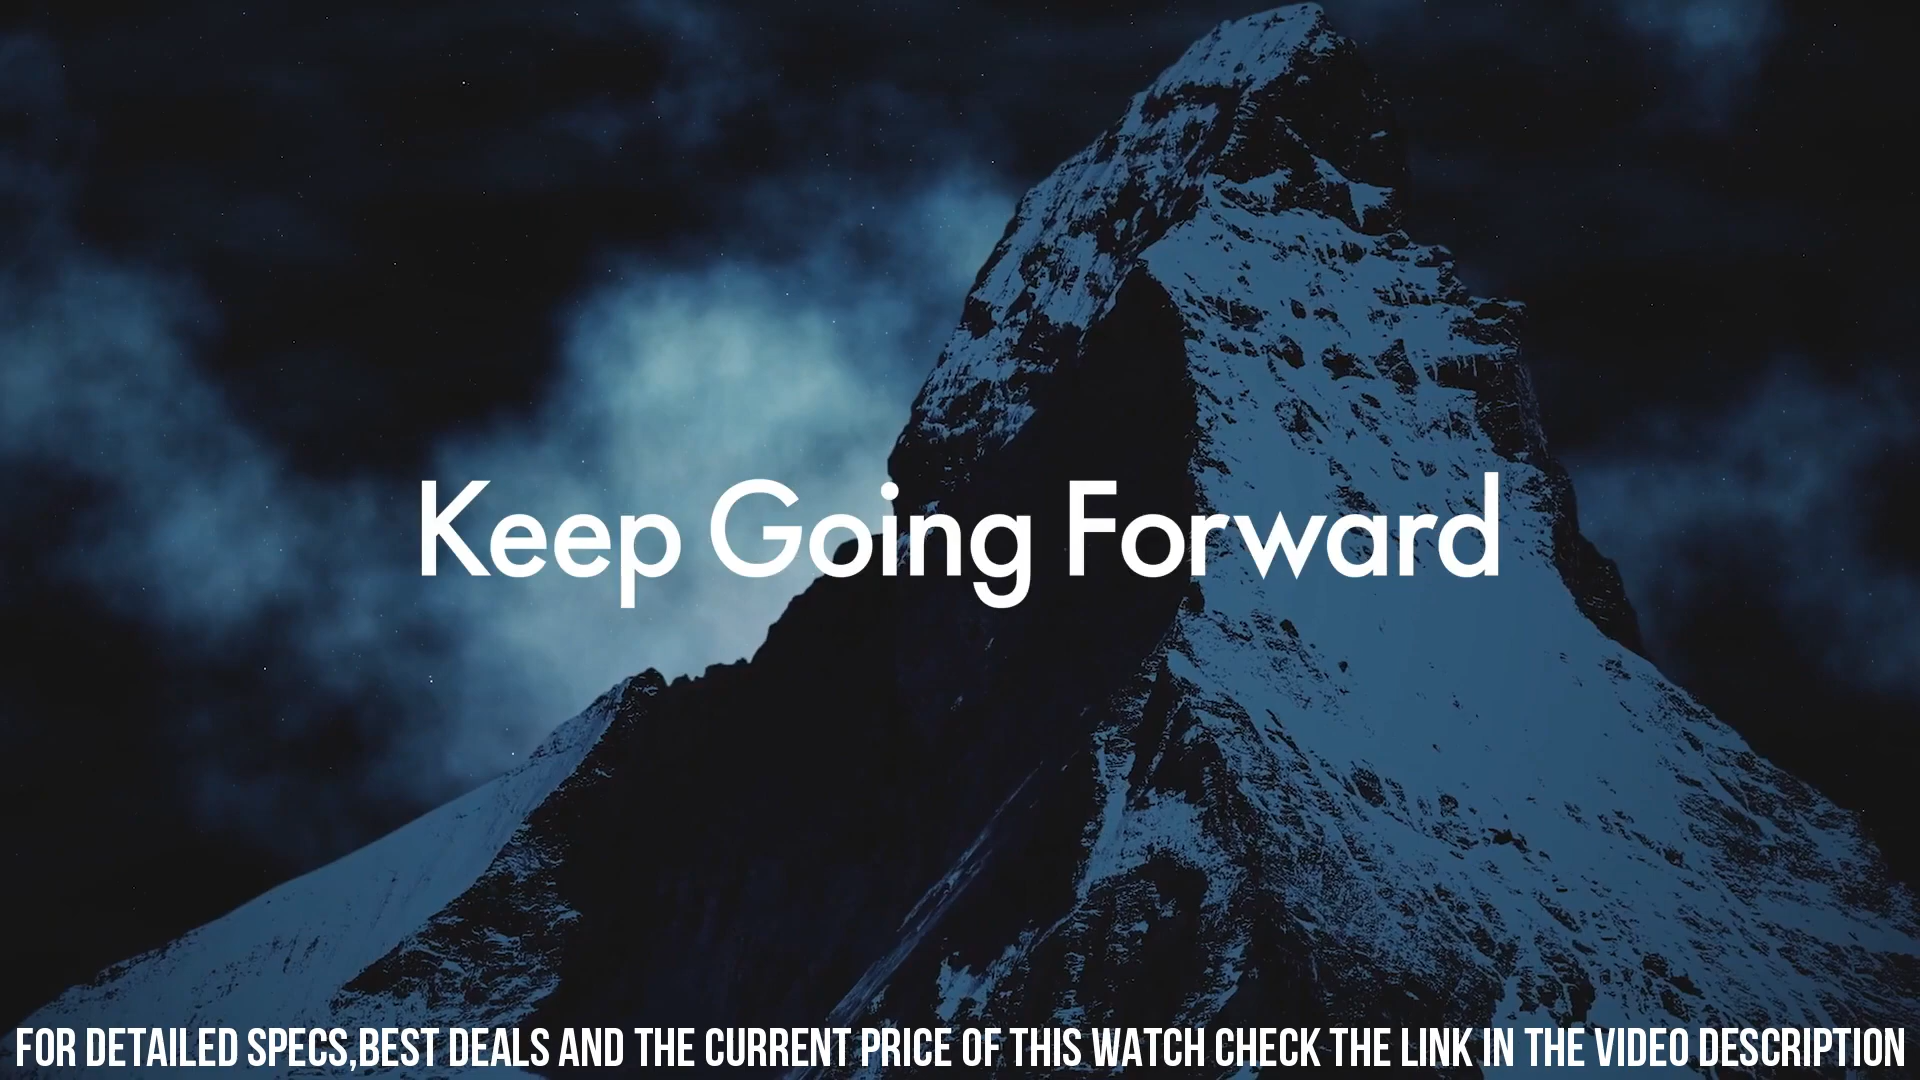 Keep Going Forward
FOR DETAILED SPECS,BEST DEALS AND THE CURRENT PRICE OF THIS WATCH CHECK THE LINK IN THE VIDEO DESCRIPTION